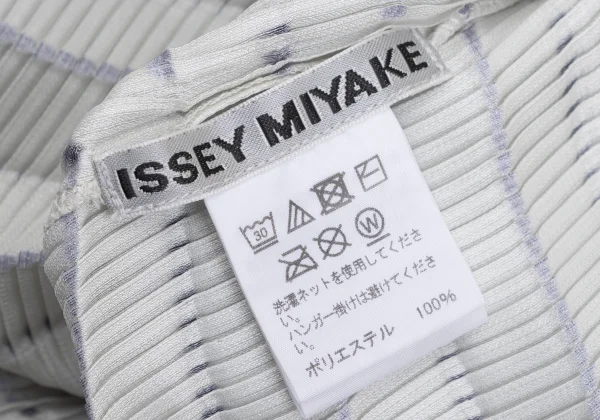 ISSEY MIYAKE
30
W
洗濯ネットを使用してくださ
い。
ハンガー掛けは避けてくださ
い。
ポリエステル 100%